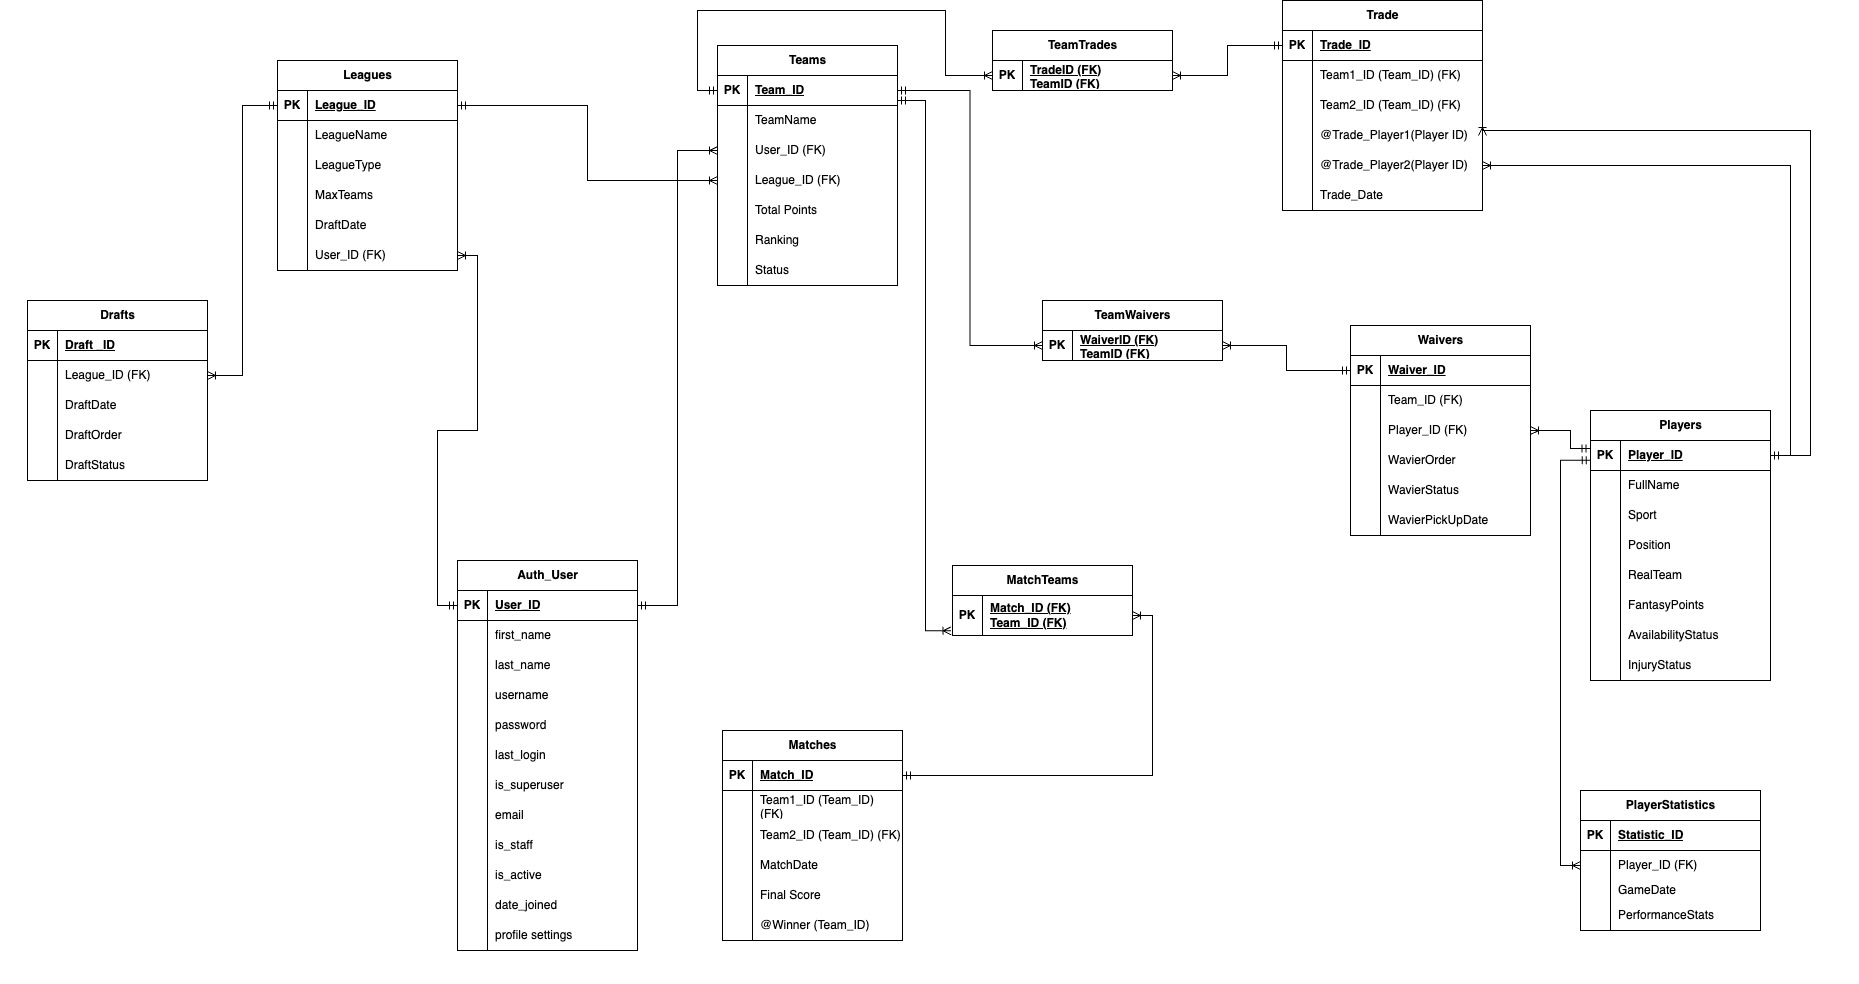 Leagues
PK League_ID
LeagueName
LeagueType
MaxTeams
DraftDate
User_ID (FK)
Drafts
PK Draft _ID
League_ID (FK)
DraftDate
DraftOrder
DraftStatus
Auth_User
PK User_ID
first_name
last_name
username
password
last_login
is_superuser
email
is_staff
is_active
date_joined
profile settings
Teams
PK Team_ID
TeamName
User_ID (FK)
League_ID (FK)
Total Points
Ranking
Status
TeamTrades
PK TradeID (FK)
TeamID (FK)
Trade
PK Trade_ID
Team1_ID (Team_ID) (FK)
Team2_ID (Team_ID) (FK)
@Trade_Player1(Player ID)
@Trade_Player2(Player ID)
Trade_Date
TeamWaivers
PK WaiverID (FK)
TeamID (FK)
Waivers
PK Waiver_ID
Team_ID (FK)
Player_ID (FK)
WavierOrder
WavierStatus
WavierPickUpDate
Players
PK Player_ID
FullName
Sport
Position
RealTeam
FantasyPoints
AvailabilityStatus
InjuryStatus
MatchTeams
PK Match_ID (FK)
Team_ID (FK)
Matches
PK Match_ID
Team1_ID (Team_ID)
(FK)
Team2_ID (Team_ID) (FK)
MatchDate
Final Score
@Winner (Team_ID)
PlayerStatistics
PK Statistic_ID
Player_ID (FK)
GameDate
PerformanceStats